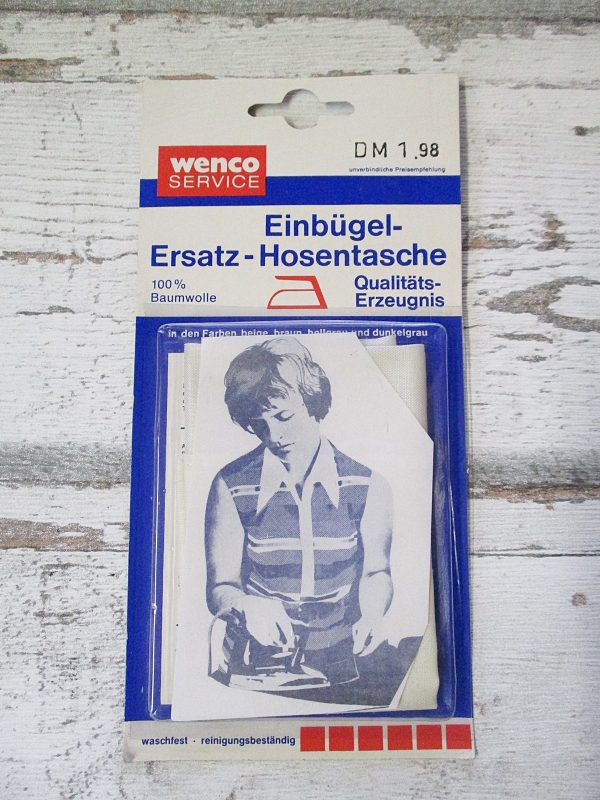 wenco
SERVICE
DM 1.98
unverbindliche Preisempfehlung
Einbügel-
Ersatz-Hosentasche
100 %
Baumwolle
Qualitäts-
Erzeugnis
in den Farben beige, braun, hellgrau und dunkelgrau
waschfest · reinigungsbeständig